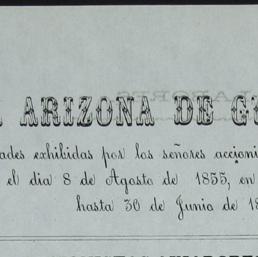 ARIZONA DE
ades exhibidas por los señores accioni
el dia 8 de Agosto de 1855, en
hasta 30 de Junio de 18